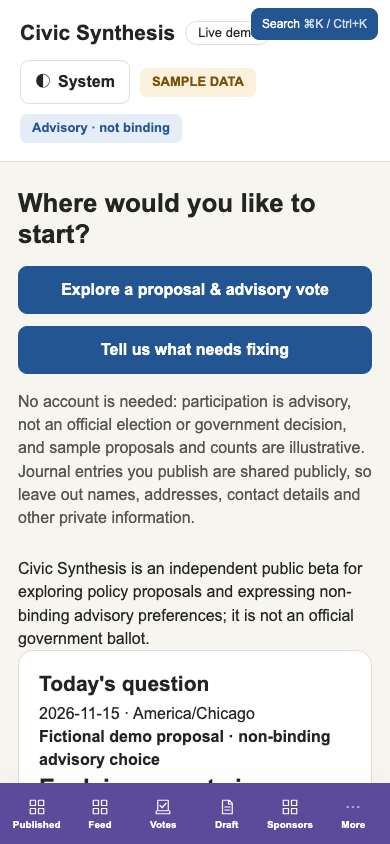 Civic Synthesis
Live dem
Search ⌘K / Ctrl+K
System
SAMPLE DATA
Advisory · not binding
Where would you like to
start?
Explore a proposal & advisory vote
Tell us what needs fixing
No account is needed: participation is advisory,
not an official election or government decision,
and sample proposals and counts are illustrative.
Journal entries you publish are shared publicly, so
leave out names, addresses, contact details and
other private information.
Civic Synthesis is an independent public beta for
exploring policy proposals and expressing non-
binding advisory preferences; it is not an official
government ballot.
Today's question
2026-11-15 · America/Chicago
Fictional demo proposal · non-binding
advisory choice
Published
Feed
Votes
Draft
Sponsors
More